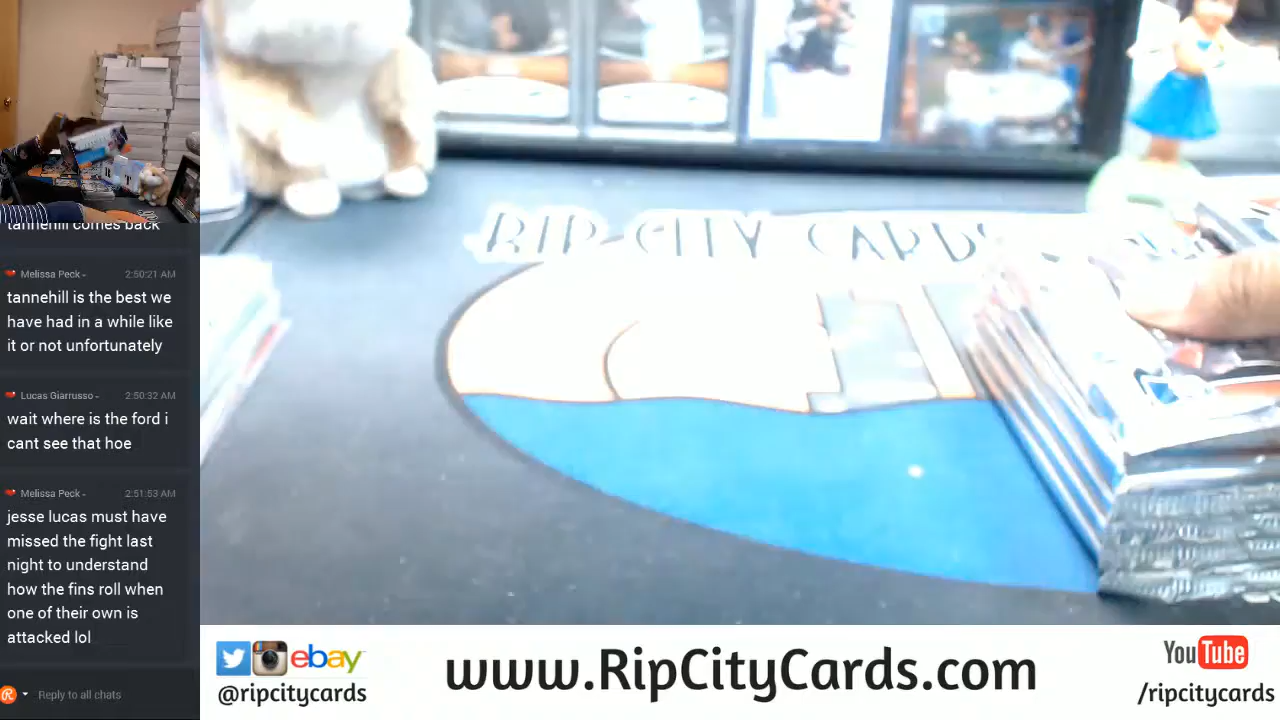 tannehill comes back
Melissa Peck -
2:50:21 AM
tannehill is the best we
have had in a while like
it or not unfortunately
Lucas Giarrusso -
2:50:32 AM
wait where is the ford i
cant see that hoe
Melissa Peck -
2:51:53 AM
jesse lucas must have
missed the fight last
night to understand
how the fins roll when
one of their own is
attacked lol
Reply to all chats
RIP CITY CARDS
ebay
@ripcitycards
www.RipCityCards.com
YouTube
/ripcitycards